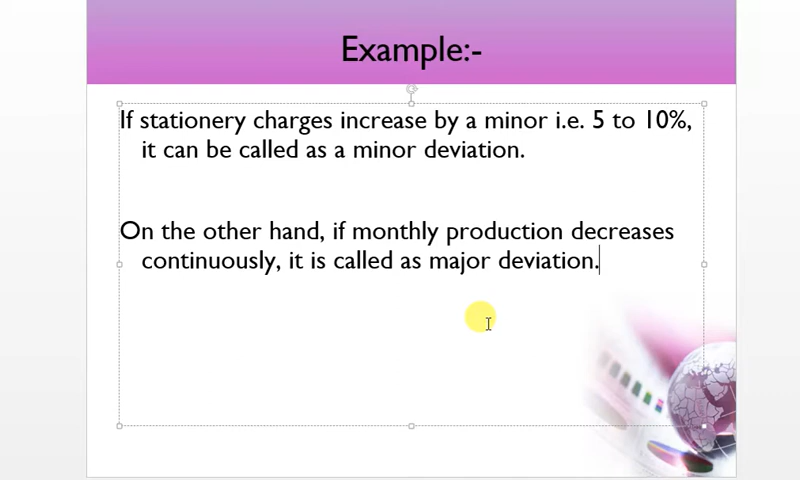 Example:-
If stationery charges increase by a minor i.e. 5 to 10%,
it can be called as a minor deviation.
On the other hand, if monthly production decreases
continuously, it is called as major deviation.